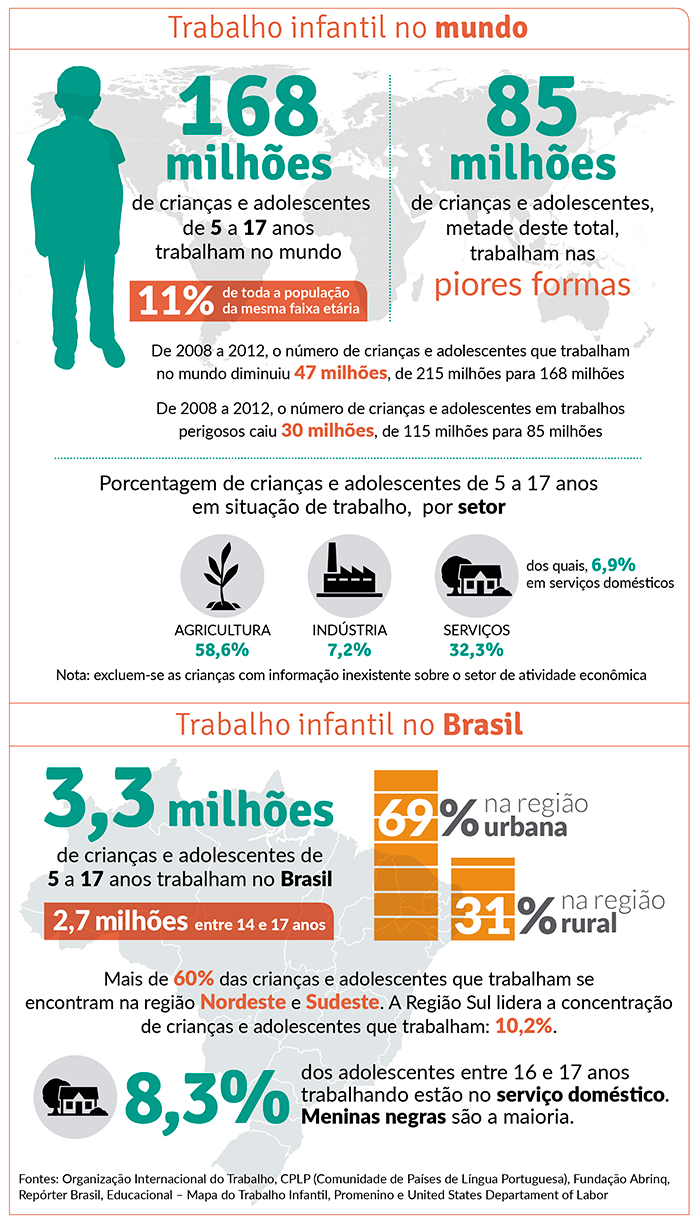 Trabalho infantil no mundo
168
milhões
de crianças e adolescentes
de 5 a 17 anos
trabalham no mundo
11% de toda a população
da mesma faixa etária
85
milhões
de crianças e adolescentes,
metade deste total,
trabalham nas
piores formas
De 2008 a 2012, o número de crianças e adolescentes que trabalham
no mundo diminuiu 47 milhões, de 215 milhões para 168 milhões
De 2008 a 2012, o número de crianças e adolescentes em trabalhos
perigosos caiu 30 milhões, de 115 milhões para 85 milhões
Porcentagem de crianças e adolescentes de 5 a 17 anos
em situação de trabalho, por setor
AGRICULTURA
58,6%
INDÚSTRIA
7,2%
SERVIÇOS
32,3%
dos quais, 6,9%
em serviços domésticos
Nota: excluem-se as crianças com informação inexistente sobre o setor de atividade econômica
Trabalho infantil no Brasil
3,3 milhões
de crianças e adolescentes de
5 a 17 anos trabalham no Brasil
2,7 milhões entre 14 e 17 anos
69% na região
urbana
31% na região
rural
Mais de 60% das crianças e adolescentes que trabalham se
encontram na região Nordeste e Sudeste. A Região Sul lidera a concentração
de crianças e adolescentes que trabalham: 10,2%.
8,3%
dos adolescentes entre 16 e 17 anos
trabalhando estão no serviço doméstico.
Meninas negras são a maioria.
Fontes: Organização Internacional do Trabalho, CPLP (Comunidade de Países de Língua Portuguesa), Fundação Abrinq,
Repórter Brasil, Educacional – Mapa do Trabalho Infantil, Promenino e United States Departament of Labor